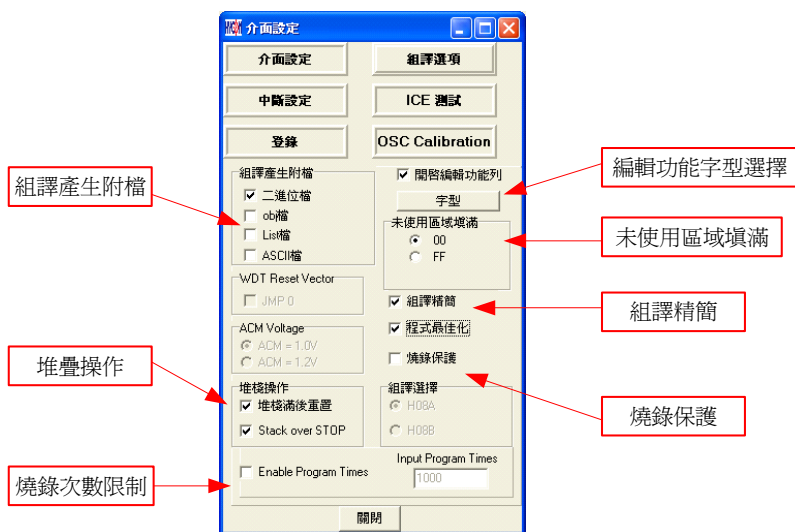 介面設定
介面設定
組譯選項
中斷設定
ICE 測試
登錄
OSC Calibration
組譯產生附檔
二進位檔
obj檔
List檔
ASCII檔
開啓編輯功能列
字型
未使用區域填滿
00
FF
WDT Reset Vector
JMP 0
組譯精簡
程式最佳化
燒錄保護
ACM Voltage
ACM = 1.0V
ACM = 1.2V
堆棧操作
堆棧滿後重置
Stack over STOP
組譯選擇
H08A
H08B
Enable Program Times
Input Program Times
1000
關閉
組譯產生附檔
堆疊操作
燒錄次數限制
編輯功能字型選擇
未使用區域填滿
組譯精簡
燒錄保護